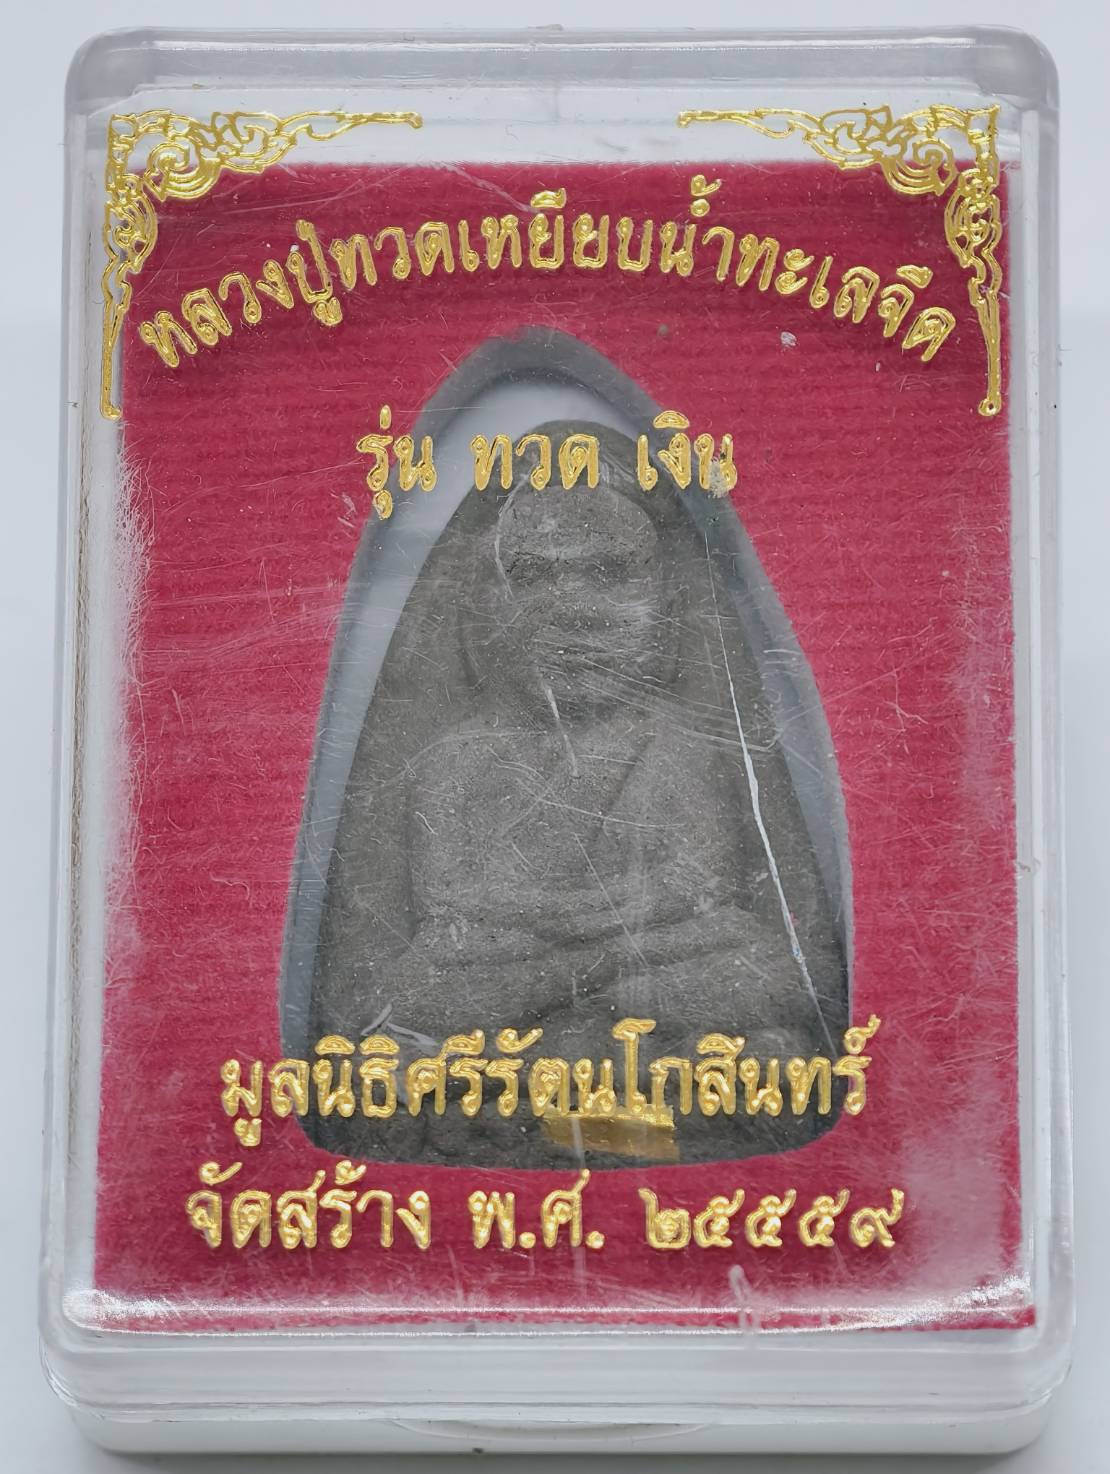 หลวงปู่ทวดเหยียบน้ำทะเลจืด
รุ่น ทวด เงิน
มูลนิธิศรีรัตนโกสินทร์
จัดสร้าง พ.ศ. ๒๕๕๕๙